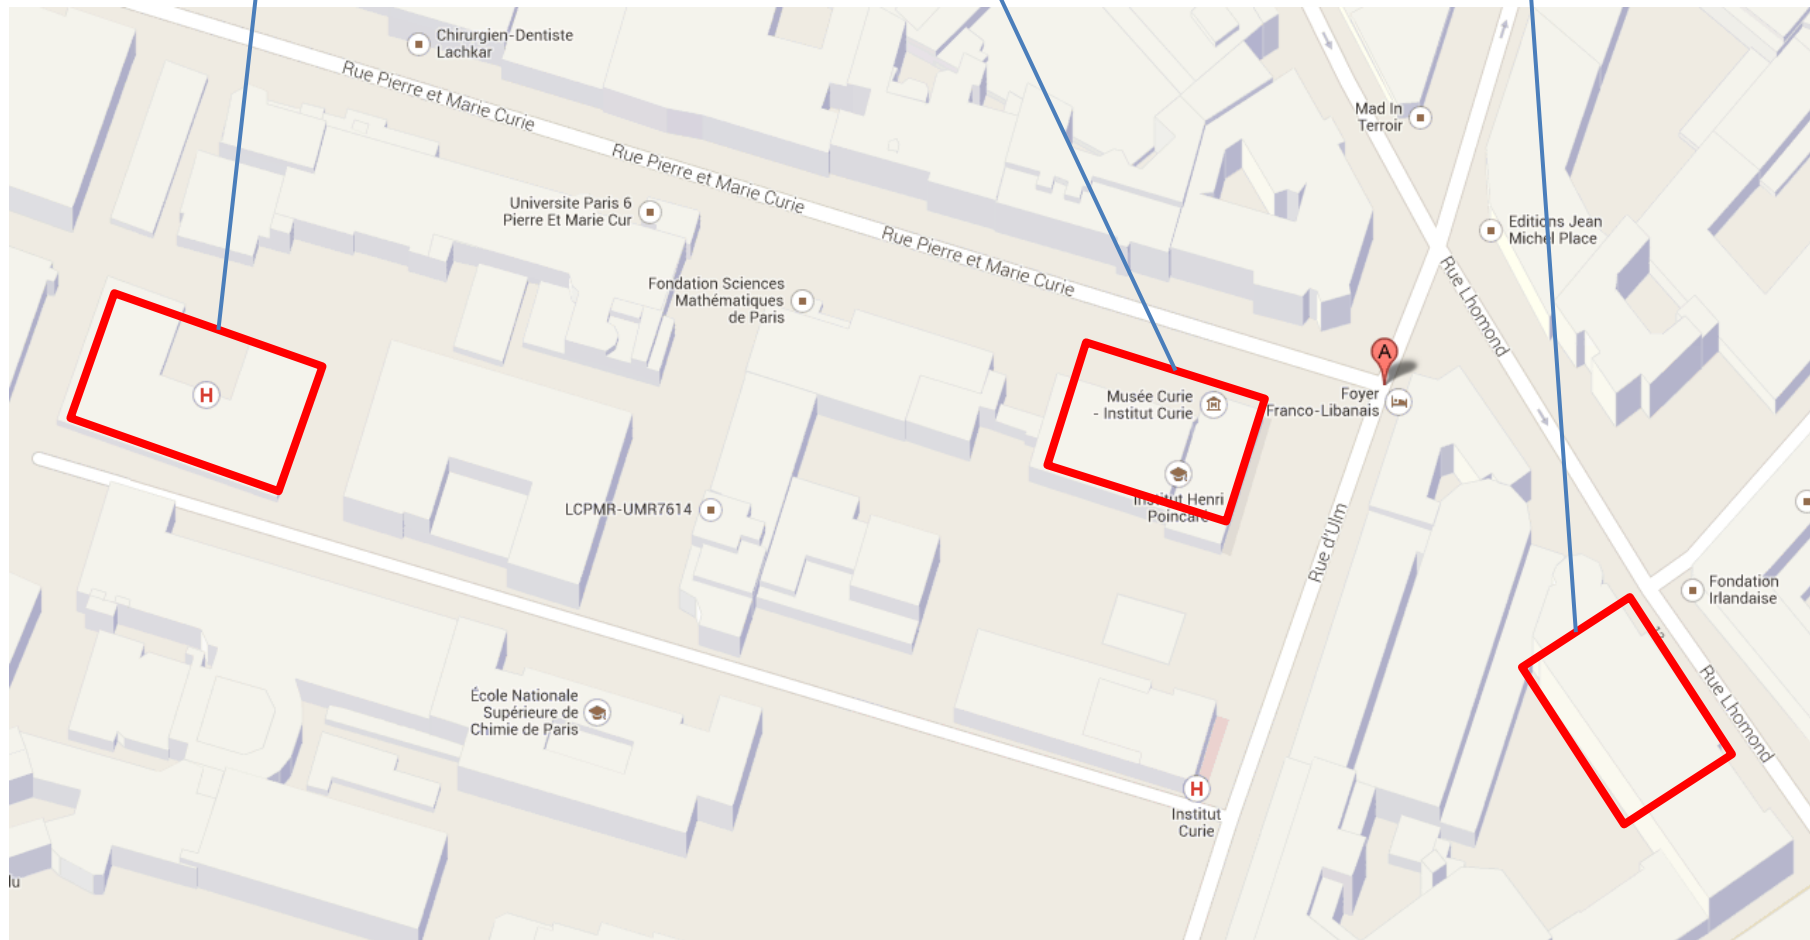 Chirurgien-Dentiste
Lachkar
Rue Pierre et Marie Curie
Mad In
Terroir
Rue Pierre et Marie Curie
Universite Paris 6
Pierre Et Marie Cur
Editions Jean
Michel Place
Rue Pierre et Marie Curie
Rue Lhomond
Fondation Sciences
Mathématiques
de Paris
A
H
Musée Curie
- Institut Curie
Foyer
Franco-Libanais
Institut Henri
Poincaré
LCPMR-UMR7614
Rue d'Ulm
Fondation
Irlandaise
Rue Lhomond
École Nationale
Supérieure de
Chimie de Paris
H
Institut
Curie
lu